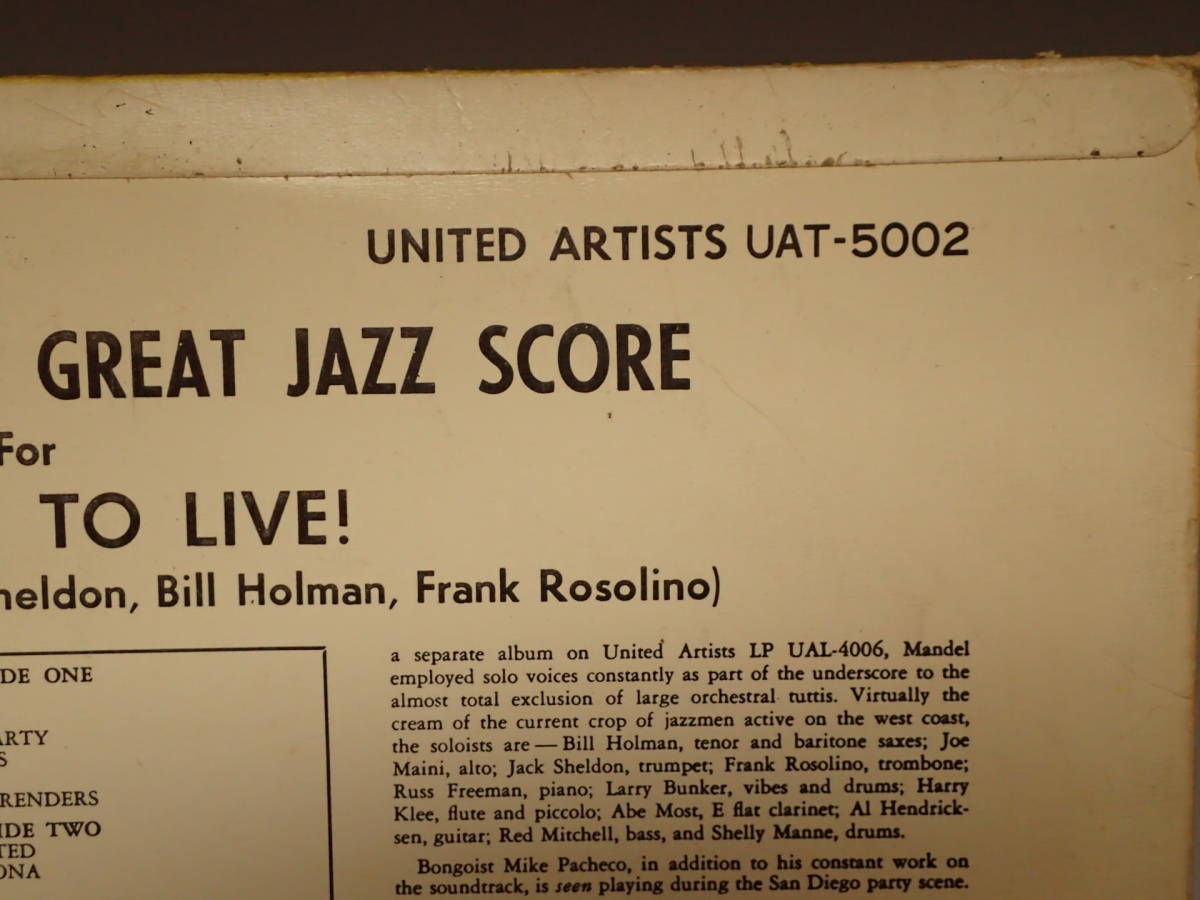 UNITED ARTISTS UAT-5002
GREAT JAZZ SCORE
For
TO LIVE!
heldon, Bill Holman, Frank Rosolino)
DE ONE
ARTY
S
RENDERS
IDE TWO
TED
ONA
a separate album on United Artists LP UAL-4006, Mandel
employed solo voices constantly as part of the underscore to the
almost total exclusion of large orchestral tuttis. Virtually the
cream of the current crop of jazzmen active on the west coast,
the soloists are — Bill Holman, tenor and baritone saxes; Joe
Maini, alto; Jack Sheldon, trumpet; Frank Rosolino, trombone;
Russ Freeman, piano; Larry Bunker, vibes and drums; Harry
Klee, flute and piccolo; Abe Most, E flat clarinet; Al Hendrick-
sen, guitar; Red Mitchell, bass, and Shelly Manne, drums.
Bongoist Mike Pacheco, in addition to his constant work on
the soundtrack, is seen playing during the San Diego party scene.